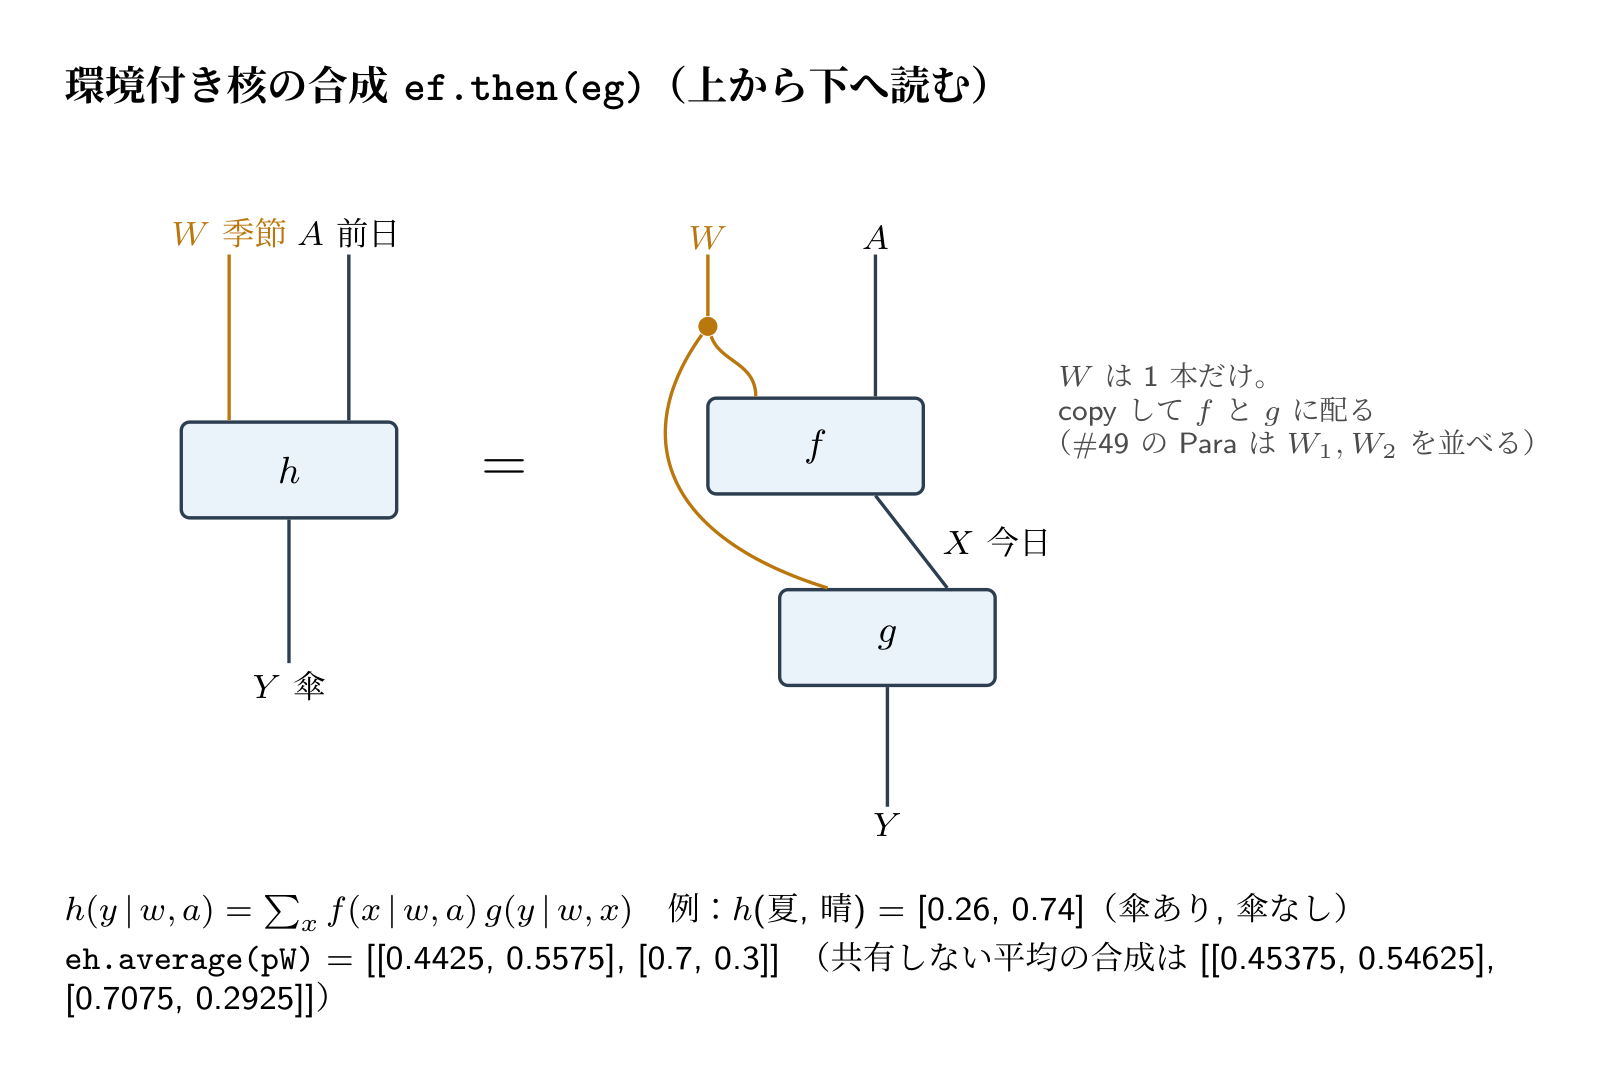 環境付き核の合成 ef.then(eg)（上から下へ読む）
W 季節 A 前日
h
Y 傘
=
W
A
f
X 今日
g
Y
W は 1 本だけ。
copy して f と g に配る
（#49 の Para は W₁, W₂ を並べる）
h(y | w, a) = ∑ₓ f(x | w, a) g(y | w, x) 例：h(夏, 晴) = [0.26, 0.74]（傘あり, 傘なし）
eh.average(pW) = [[0.4425, 0.5575], [0.7, 0.3]] （共有しない平均の合成は [[0.45375, 0.54625],
[0.7075, 0.2925]]）